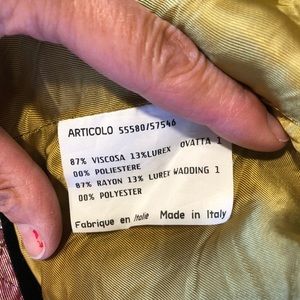 ARTICOLO 55580/57546
87% VISCOSA 13%LUREX OVATTA 1
00% POLIESTERE
87% RAYON 13% LUREX WADDING 1
00% POLYESTER
Fabrique en Italie Made in Italy